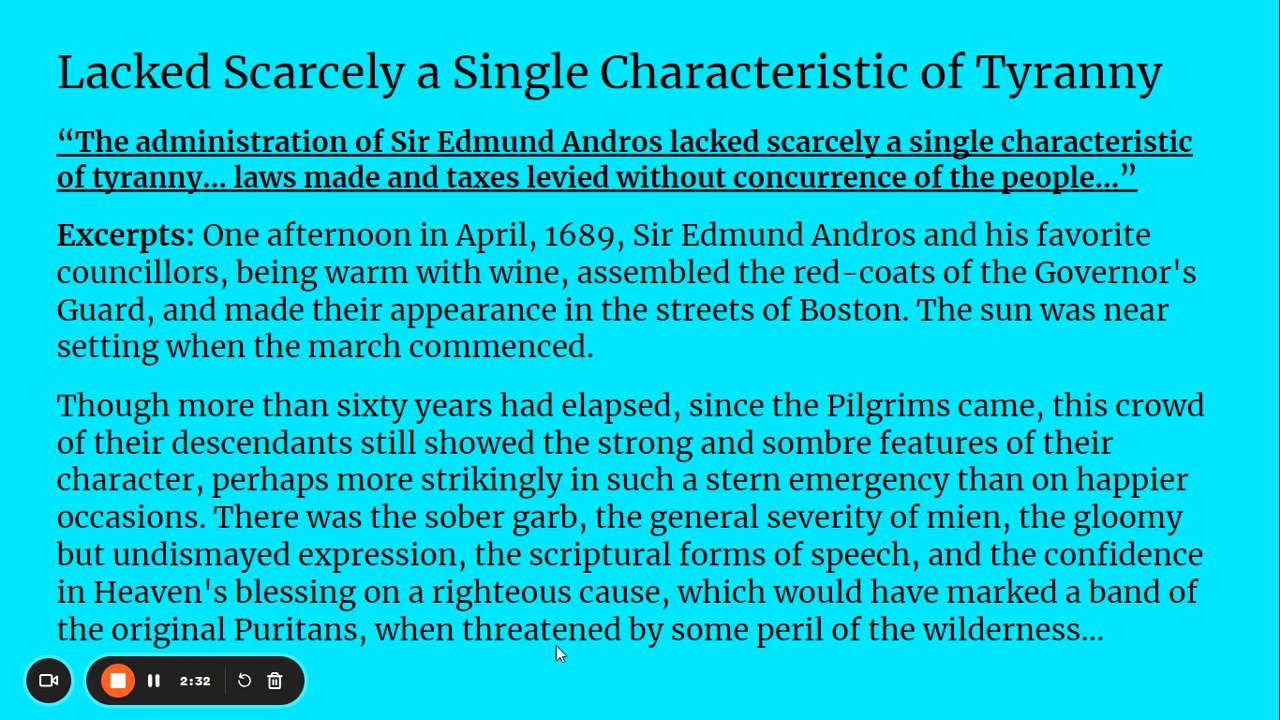 Lacked Scarcely a Single Characteristic of Tyranny
“The administration of Sir Edmund Andros lacked scarcely a single characteristic
of tyranny... laws made and taxes levied without concurrence of the people...”
Excerpts: One afternoon in April, 1689, Sir Edmund Andros and his favorite
councillors, being warm with wine, assembled the red-coats of the Governor's
Guard, and made their appearance in the streets of Boston. The sun was near
setting when the march commenced.
Though more than sixty years had elapsed, since the Pilgrims came, this crowd
of their descendants still showed the strong and sombre features of their
character, perhaps more strikingly in such a stern emergency than on happier
occasions. There was the sober garb, the general severity of mien, the gloomy
but undismayed expression, the scriptural forms of speech, and the confidence
in Heaven's blessing on a righteous cause, which would have marked a band of
the original Puritans, when threatened by some peril of the wilderness...
2:32